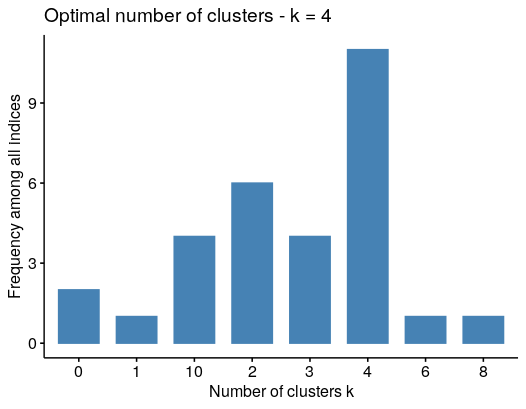 Optimal number of clusters - k = 4
Frequency among all indices
9
6
3
0
0 1 10 2 3 4 6 8
Number of clusters k